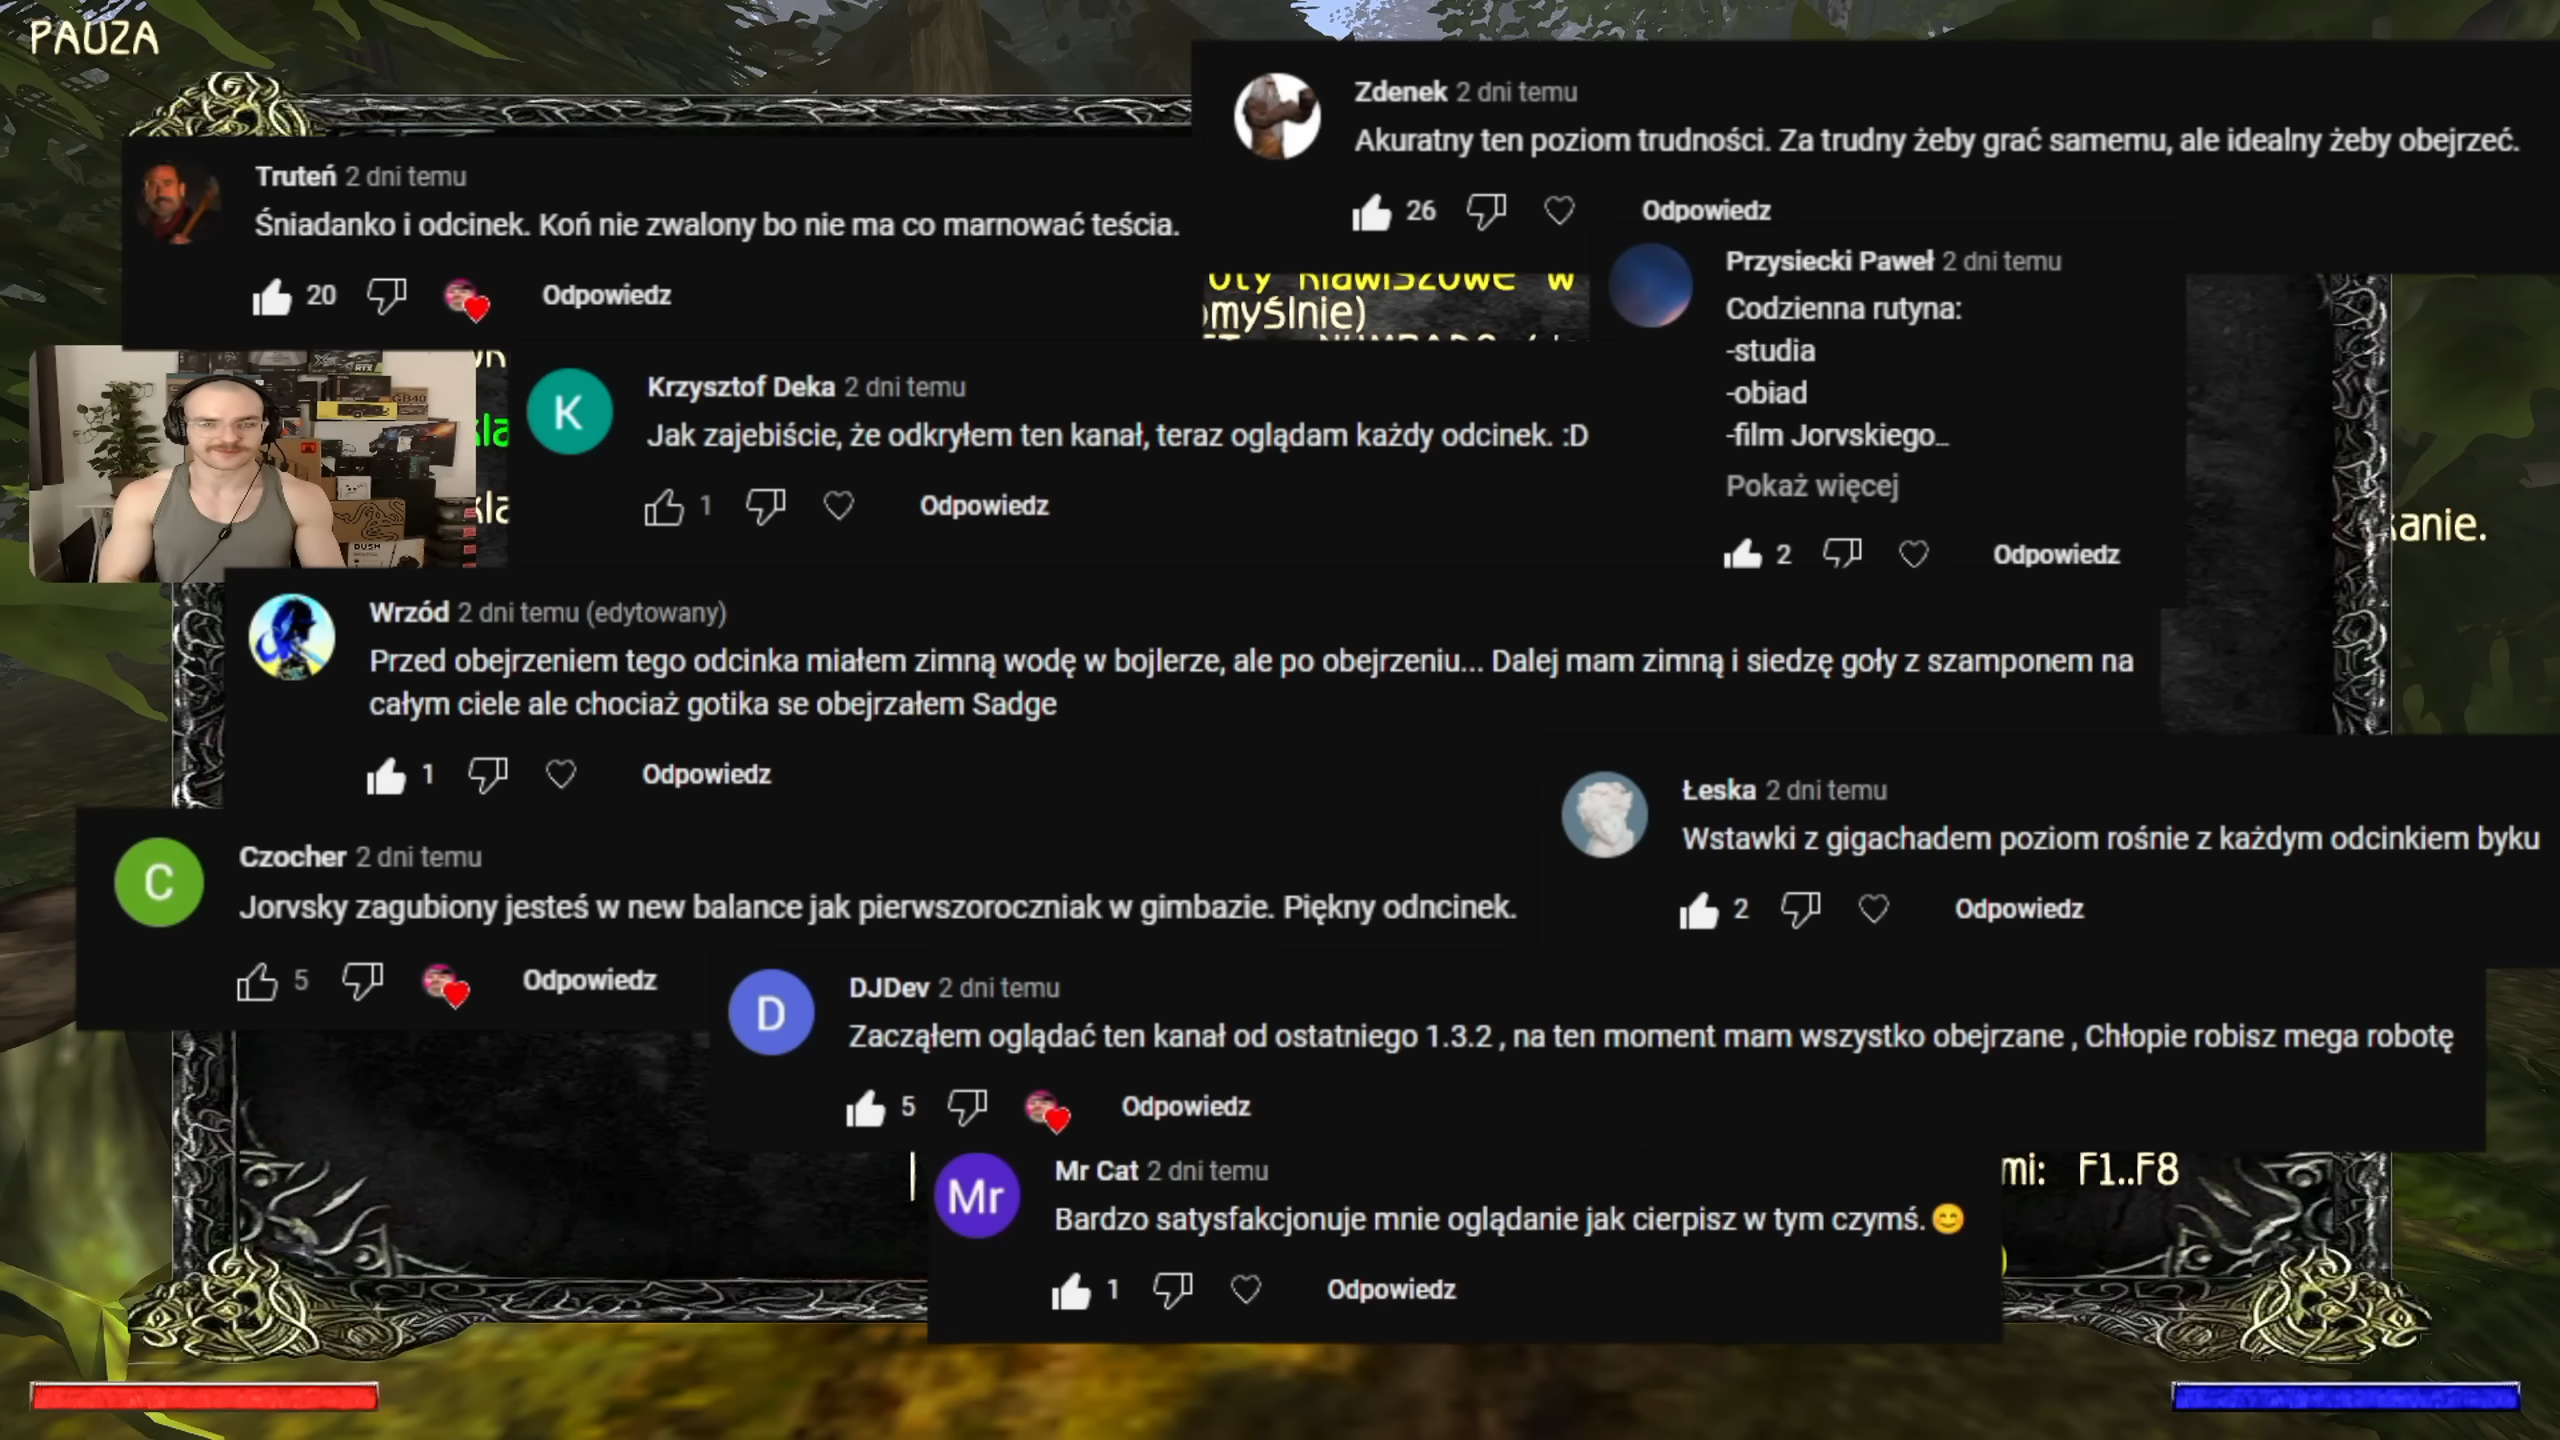 PAUZA
Zdenek 2 dni temu
Akuratny ten poziom trudności. Za trudny żeby grać samemu, ale idealny żeby obejrzeć.
26 Odpowiedz
Truteń 2 dni temu
Śniadanko i odcinek. Koń nie zwalony bo nie ma co marnować teścia.
20 Odpowiedz
Przysiecki Paweł 2 dni temu
Codzienna rutyna:
-studia
-obiad
-film Jorvskiego...
Pokaż więcej
2 Odpowiedz
omyślnie)
K
Krzysztof Deka 2 dni temu
Jak zajebiście, że odkryłem ten kanał, teraz oglądam każdy odcinek. :D
1 Odpowiedz
kanie.
Wrzód 2 dni temu (edytowany)
Przed obejrzeniem tego odcinka miałem zimną wodę w bojlerze, ale po obejrzeniu... Dalej mam zimną i siedzę goły z szamponem na
całym ciele ale chociaż gotika se obejrzałem Sadge
1 Odpowiedz
Łeska 2 dni temu
Wstawki z gigachadem poziom rośnie z każdym odcinkiem byku
2 Odpowiedz
C
Czocher 2 dni temu
Jorvsky zagubiony jesteś w new balance jak pierwszoroczniak w gimbazie. Piękny odncinek.
5 Odpowiedz
D
DJDev 2 dni temu
Zacząłem oglądać ten kanał od ostatniego 1.3.2 , na ten moment mam wszystko obejrzane , Chłopie robisz mega robotę
5 Odpowiedz
Mr
Mr Cat 2 dni temu
Bardzo satysfakcjonuje mnie oglądanie jak cierpisz w tym czymś. 😊
1 Odpowiedz
mi: F1..F8